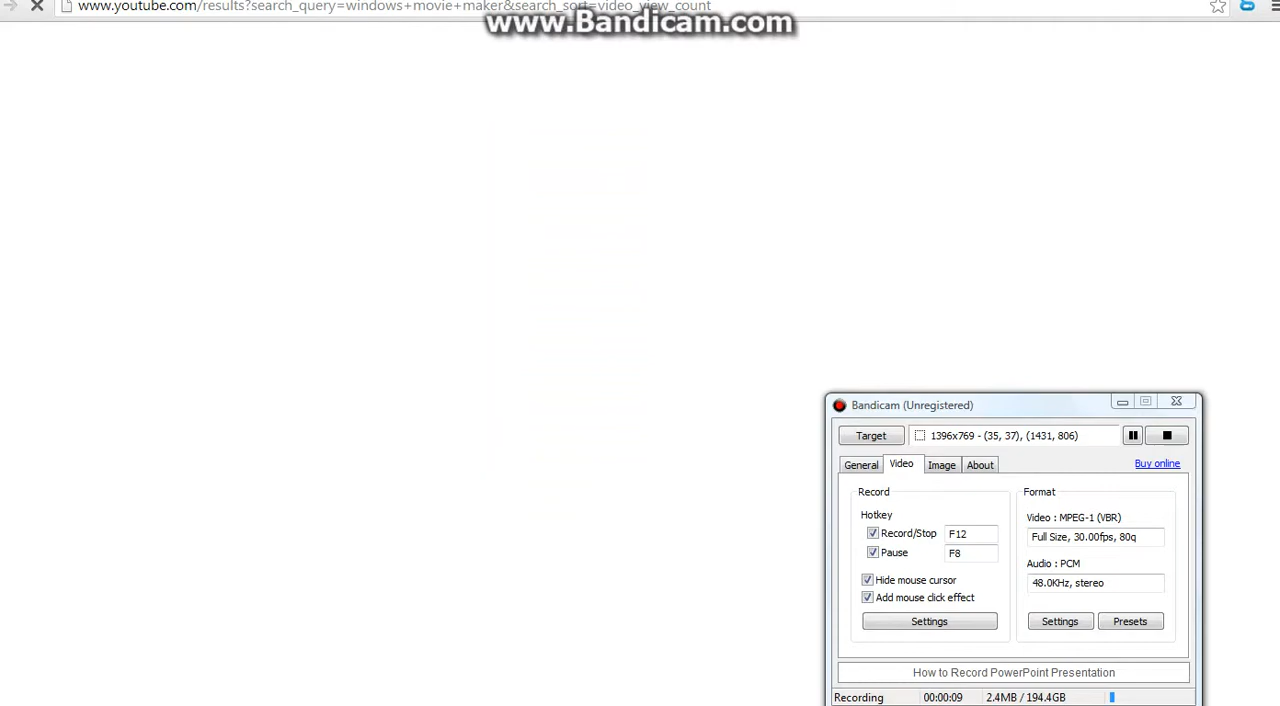 www.youtube.com/results?search_query=windows+movie+maker&search_sort=video_view_count
www.Bandicam.com
Bandicam (Unregistered)
Target
1396x769 - (35, 37), (1431, 806)
General
Video
Image
About
Buy online
Record
Hotkey
Record/Stop
F12
Pause
F8
Hide mouse cursor
Add mouse click effect
Settings
Format
Video : MPEG-1 (VBR)
Full Size, 30.00fps, 80q
Audio : PCM
48.0KHz, stereo
Settings
Presets
How to Record PowerPoint Presentation
Recording
00:00:09
2.4MB / 194.4GB